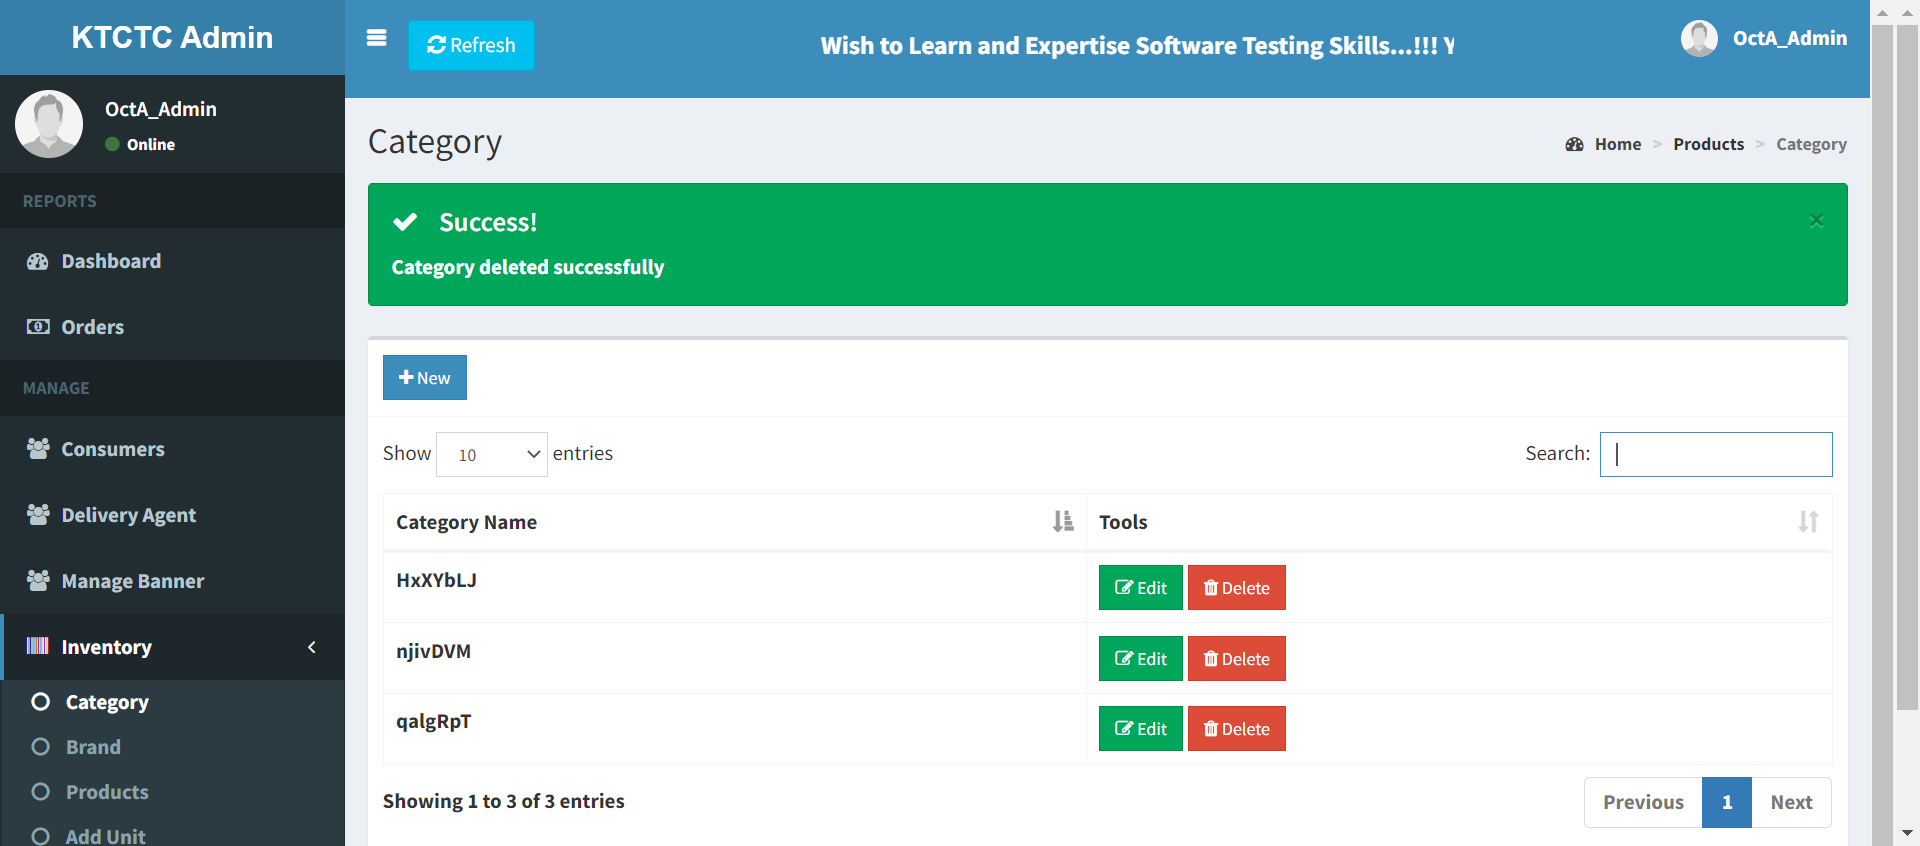 KTCTC Admin
Refresh
Wish to Learn and Expertise Software Testing Skills...!!!
OctA_Admin
OctA_Admin
Online
REPORTS
Dashboard
Orders
MANAGE
Consumers
Delivery Agent
Manage Banner
Inventory
Category
Brand
Products
Add Unit
Category
Home > Products > Category
Success!
×
Category deleted successfully
New
Show 10 entries
Search:
Category Name Tools
HxXYbLJ Edit Delete
njivDVM Edit Delete
qalgRpT Edit Delete
Showing 1 to 3 of 3 entries
Previous 1 Next